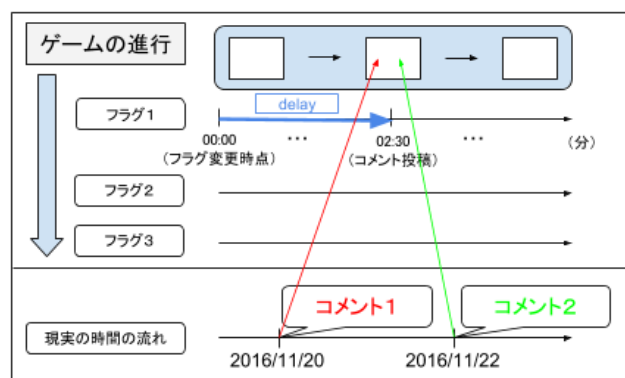 ゲームの進行
フラグ1
delay
00:00
・・・
02:30
・・・
(分)
(フラグ変更時点)
(コメント投稿)
フラグ2
フラグ3
コメント1
コメント2
現実の時間の流れ
2016/11/20
2016/11/22